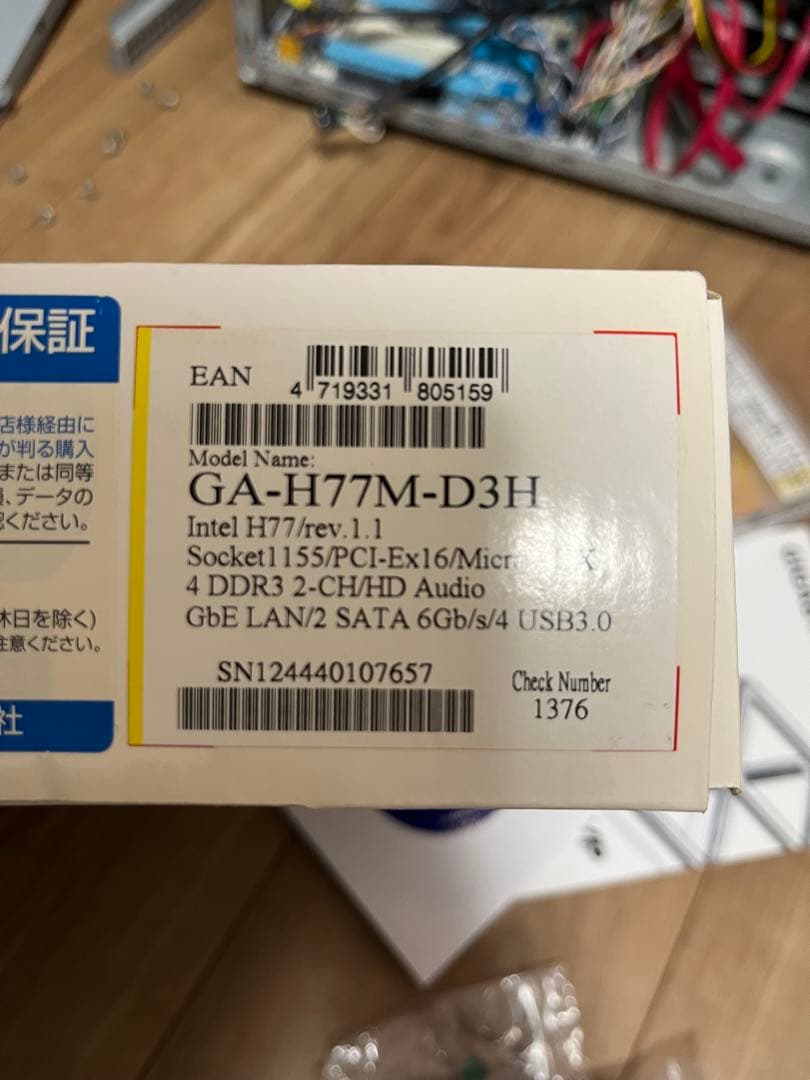 保証
店様経由に
が判る購入
または同等
、データの
ください。
休日を除く)
注意ください。
社
EAN
4 719331 805159
Model Name:
GA-H77M-D3H
Intel H77/rev.1.1
Socket1155/PCI-Ex16/Micro
4 DDR3 2-CH/HD Audio
GbE LAN/2 SATA 6Gb/s/4 USB3.0
SN124440107657
Check Number
1376